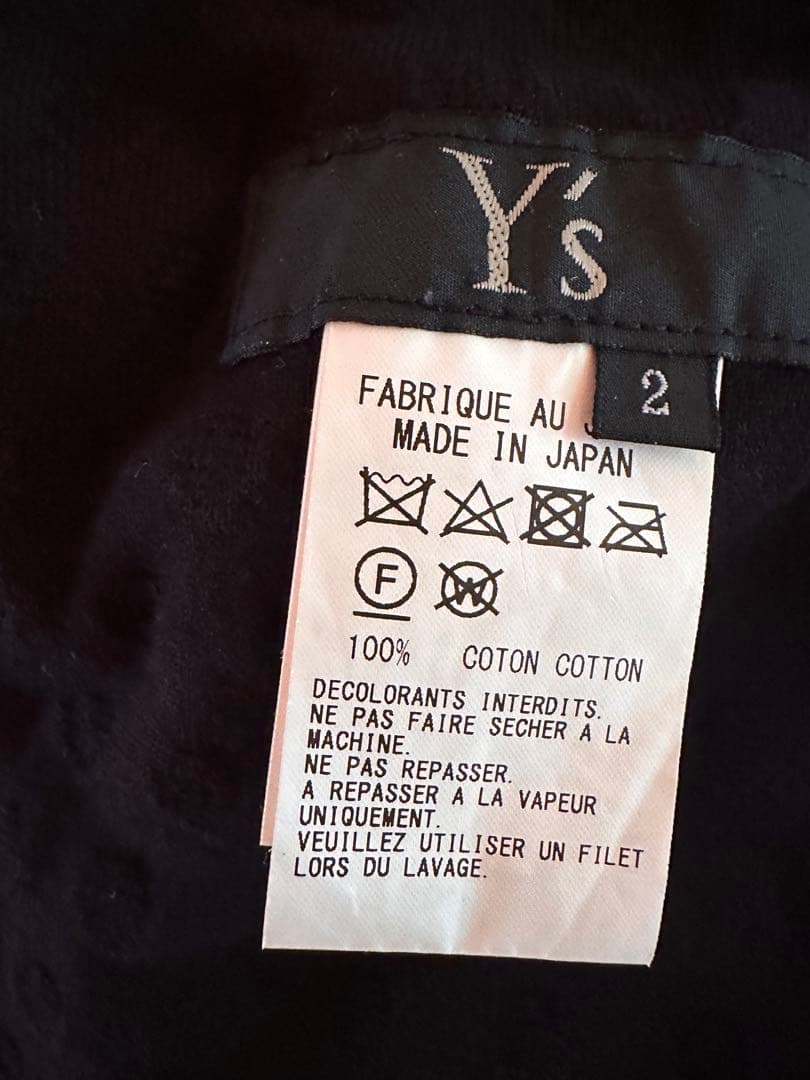 Y's
2
FABRIQUE AU
MADE IN JAPAN
F
W
100% COTON COTTON
DECOLORANTS INTERDITS.
NE PAS FAIRE SECHER A LA
MACHINE.
NE PAS REPASSER.
A REPASSER A LA VAPEUR
UNIQUEMENT.
VEUILLEZ UTILISER UN FILET
LORS DU LAVAGE.